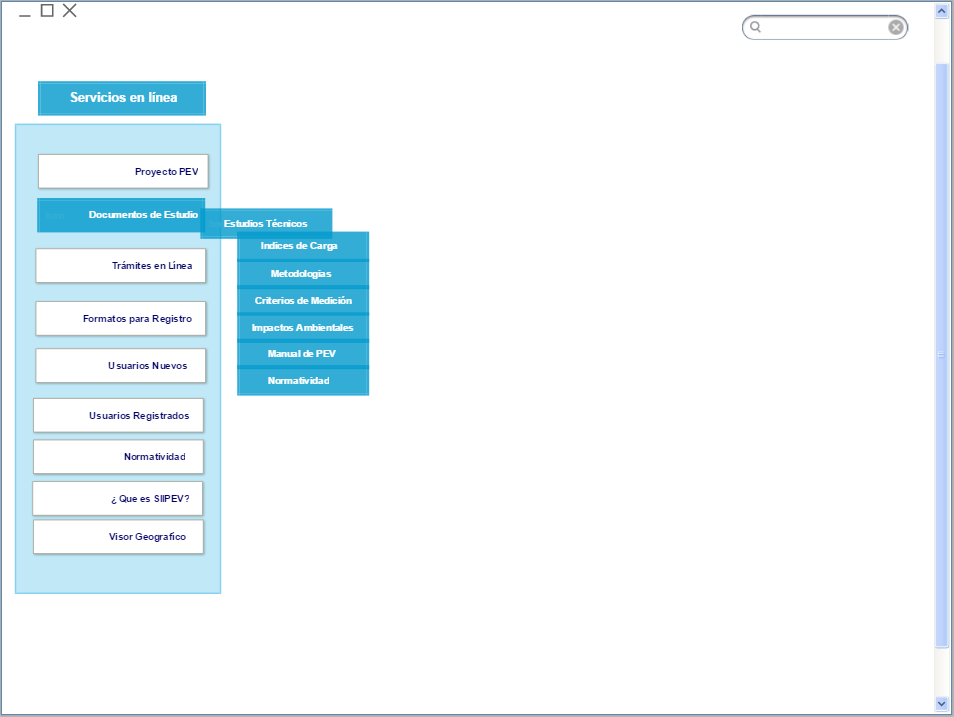 Servicios en línea
Proyecto PEV
Documentos de Estudio
Estudios Técnicos
Indices de Carga
Metodologias
Criterios de Medición
Impactos Ambientales
Manual de PEV
Normatividad
Trámites en Línea
Formatos para Registro
Usuarios Nuevos
Usuarios Registrados
Normatividad
¿ Que es SIIPEV?
Visor Geografico